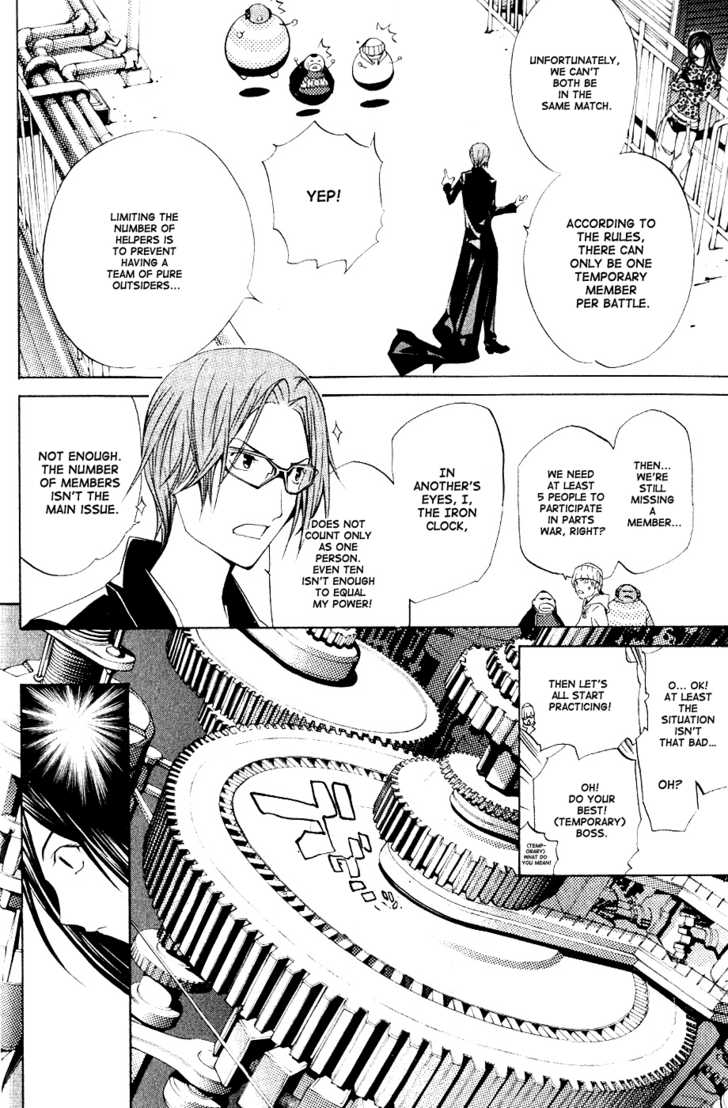 UNFORTUNATELY,
WE CAN'T
BOTH BE
IN THE
SAME MATCH.
ACCORDING TO
THE RULES,
THERE CAN
ONLY BE ONE
TEMPORARY
MEMBER
PER BATTLE.
YEP!
LIMITING THE
NUMBER OF
HELPERS IS
TO PREVENT
HAVING A
TEAM OF PURE
OUTSIDERS...
THEN...
WE'RE
STILL
MISSING
A
MEMBER...
WE NEED
AT LEAST
5 PEOPLE TO
PARTICIPATE
IN PARTS
WAR, RIGHT?
IN
ANOTHER'S
EYES, I,
THE IRON
CLOCK,
DOES NOT
COUNT ONLY
AS ONE
PERSON.
EVEN TEN
ISN'T ENOUGH
TO EQUAL
MY POWER!
NOT ENOUGH.
THE NUMBER
OF MEMBERS
ISN'T THE
MAIN ISSUE.
O... OK!
AT LEAST
THE
SITUATION
ISN'T
THAT BAD...
OH?
THEN LET'S
ALL START
PRACTICING!
OH!
DO YOUR
BEST!
(TEMPORARY)
BOSS.
(TEMP-
ORARY)
WHAT DO
YOU MEAN!